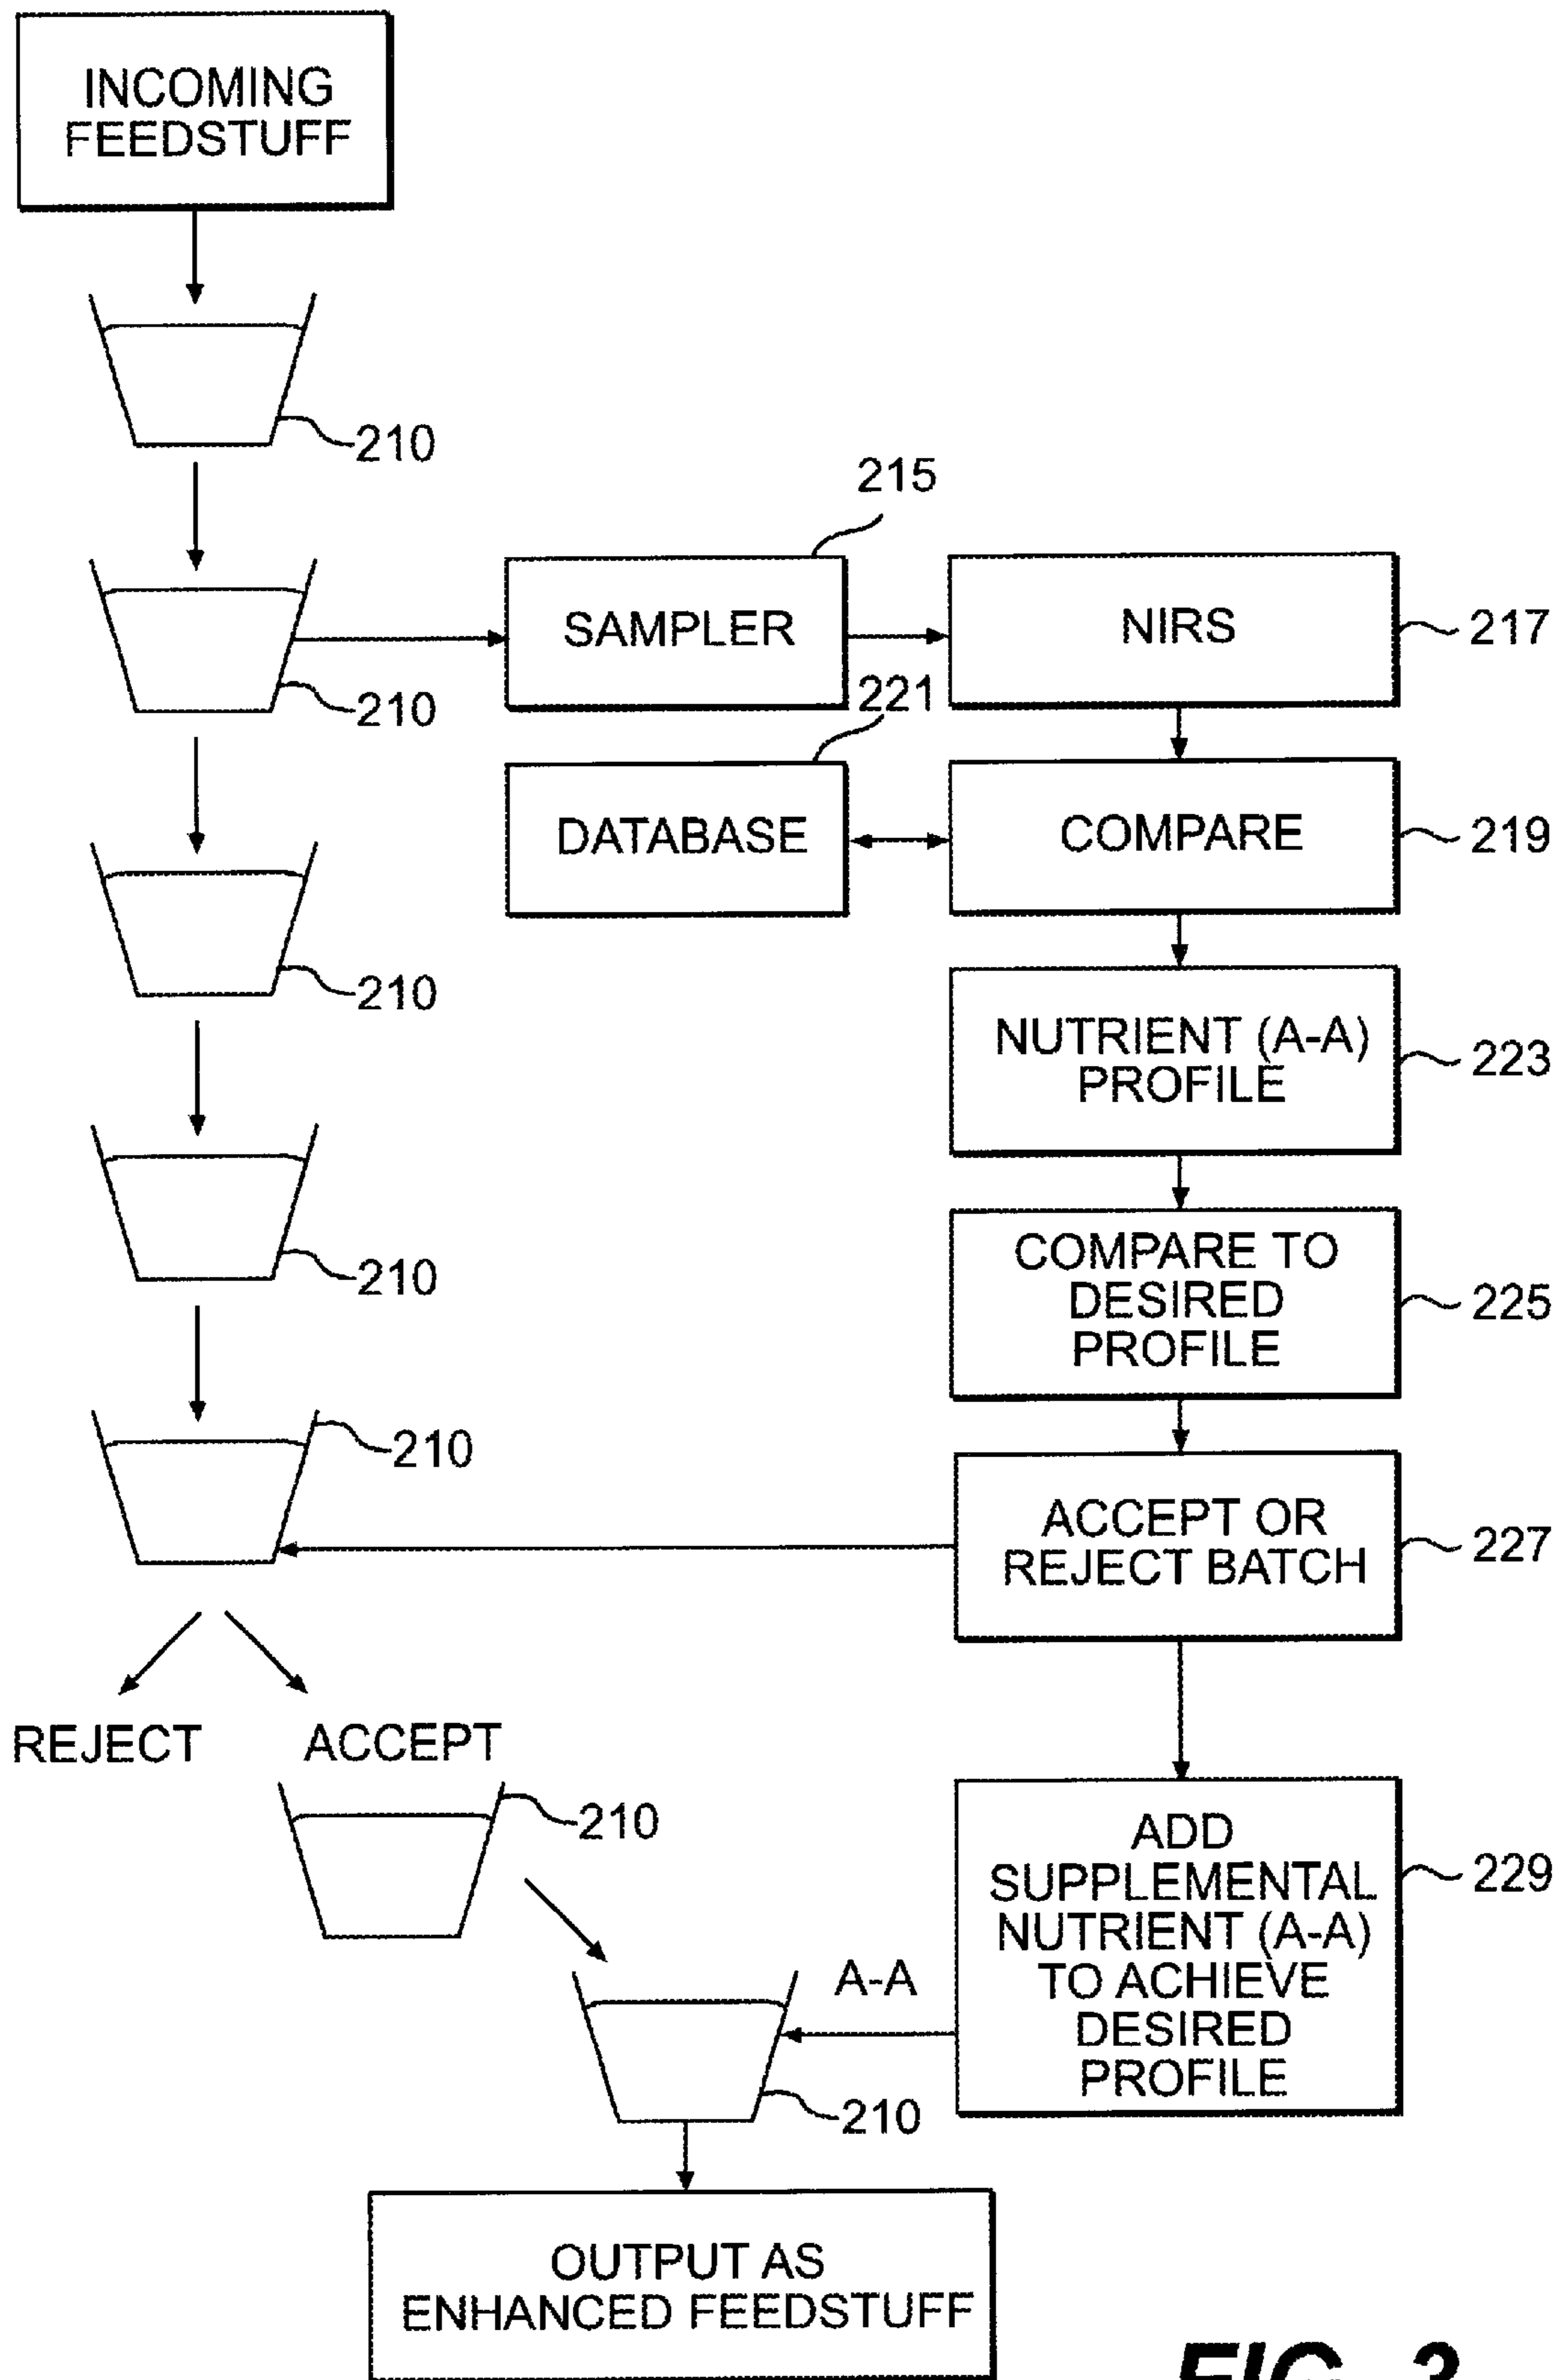 INCOMING
FEEDSTUFF
210
215
SAMPLER
NIRS
217
210
221
DATABASE
COMPARE
219
210
NUTRIENT (A-A)
PROFILE
223
210
COMPARE TO
DESIRED
PROFILE
225
210
ACCEPT OR
REJECT BATCH
227
REJECT
ACCEPT
210
ADD
SUPPLEMENTAL
NUTRIENT (A-A)
TO ACHIEVE
DESIRED
PROFILE
229
A-A
210
OUTPUT AS
ENHANCED FEEDSTUFF